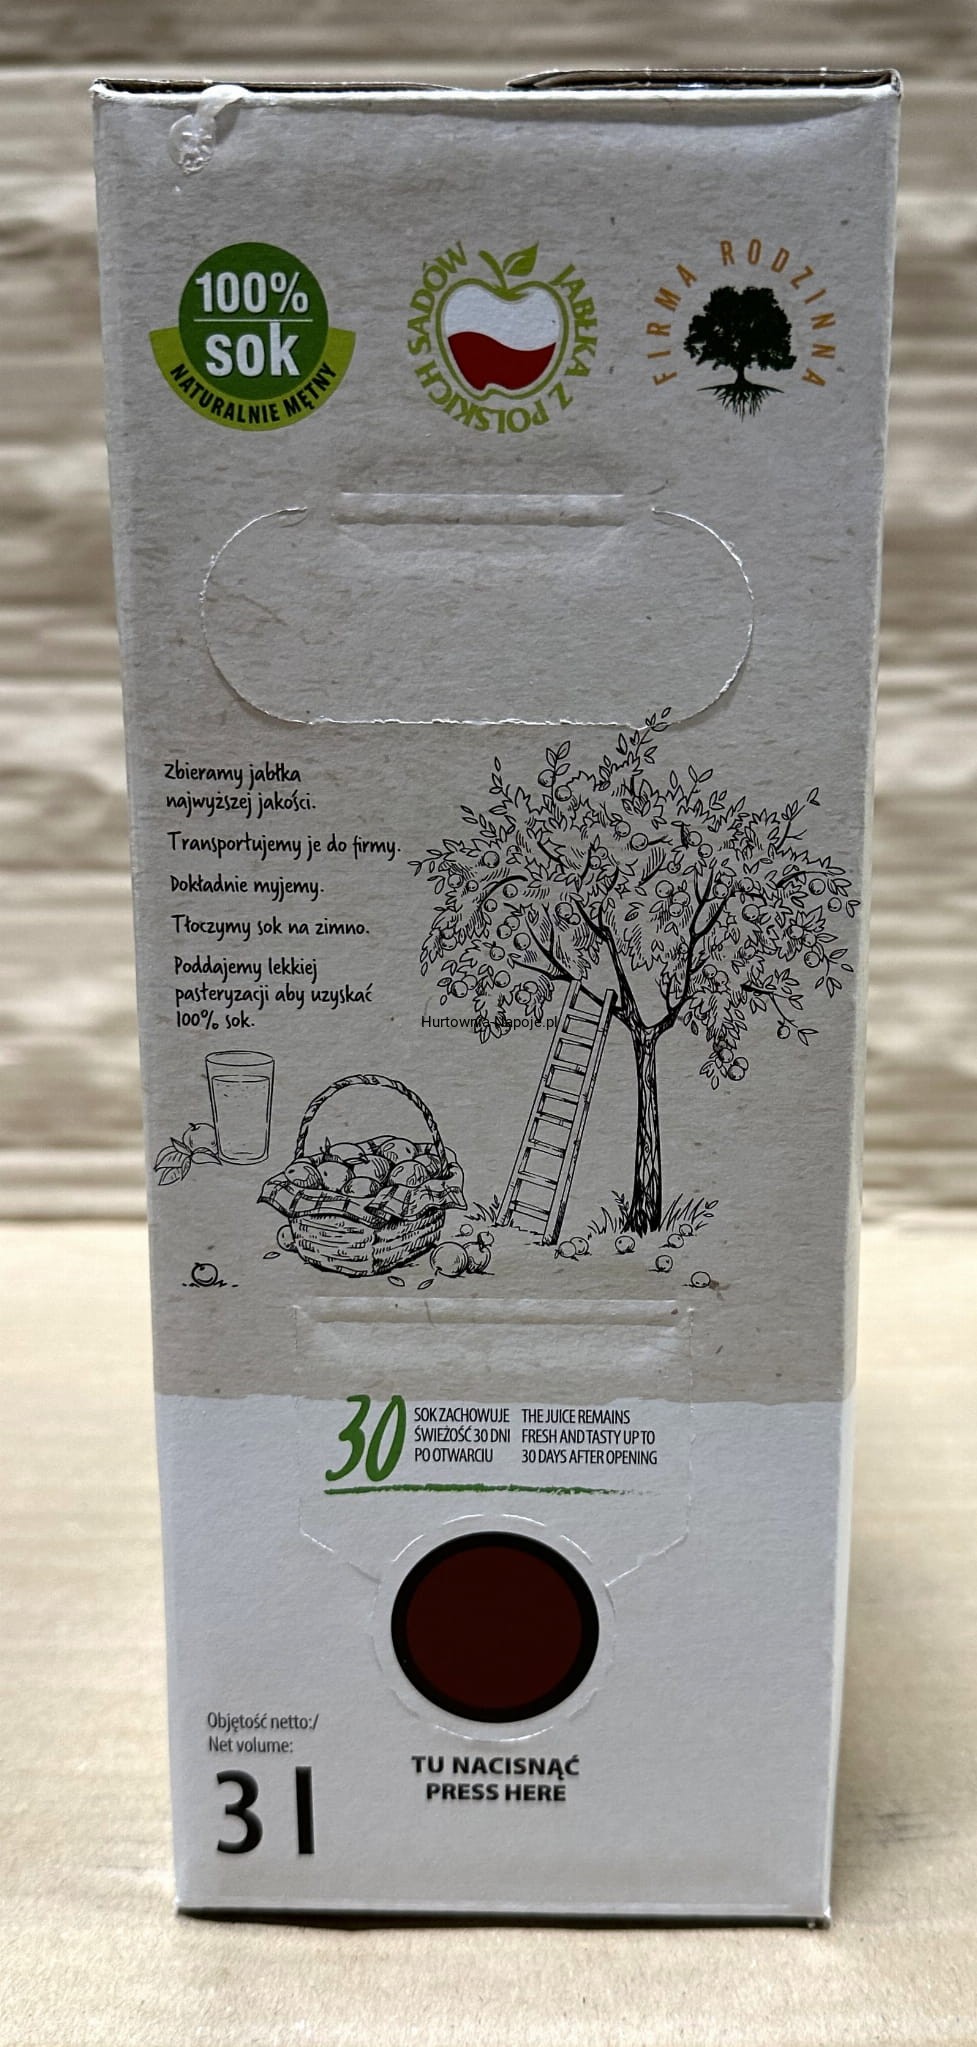 100%
sok
NATURALNIE MĘTNY
JABŁKA Z POLSKICH SADÓW
FIRMA RODZINNA
Zbieramy jabłka
najwyższej jakości.
Transportujemy je do firmy.
Dokładnie myjemy.
Tłoczymy sok na zimno.
Poddajemy lekkiej
pasteryzacji aby uzyskać
100% sok.
Hurtownia-Napoje.pl
30
SOK ZACHOWUJE
ŚWIEŻOŚĆ 30 DNI
PO OTWARCIU
THE JUICE REMAINS
FRESH AND TASTY UP TO
30 DAYS AFTER OPENING
Objętość netto:/
Net volume:
3 l
TU NACISNĄĆ
PRESS HERE